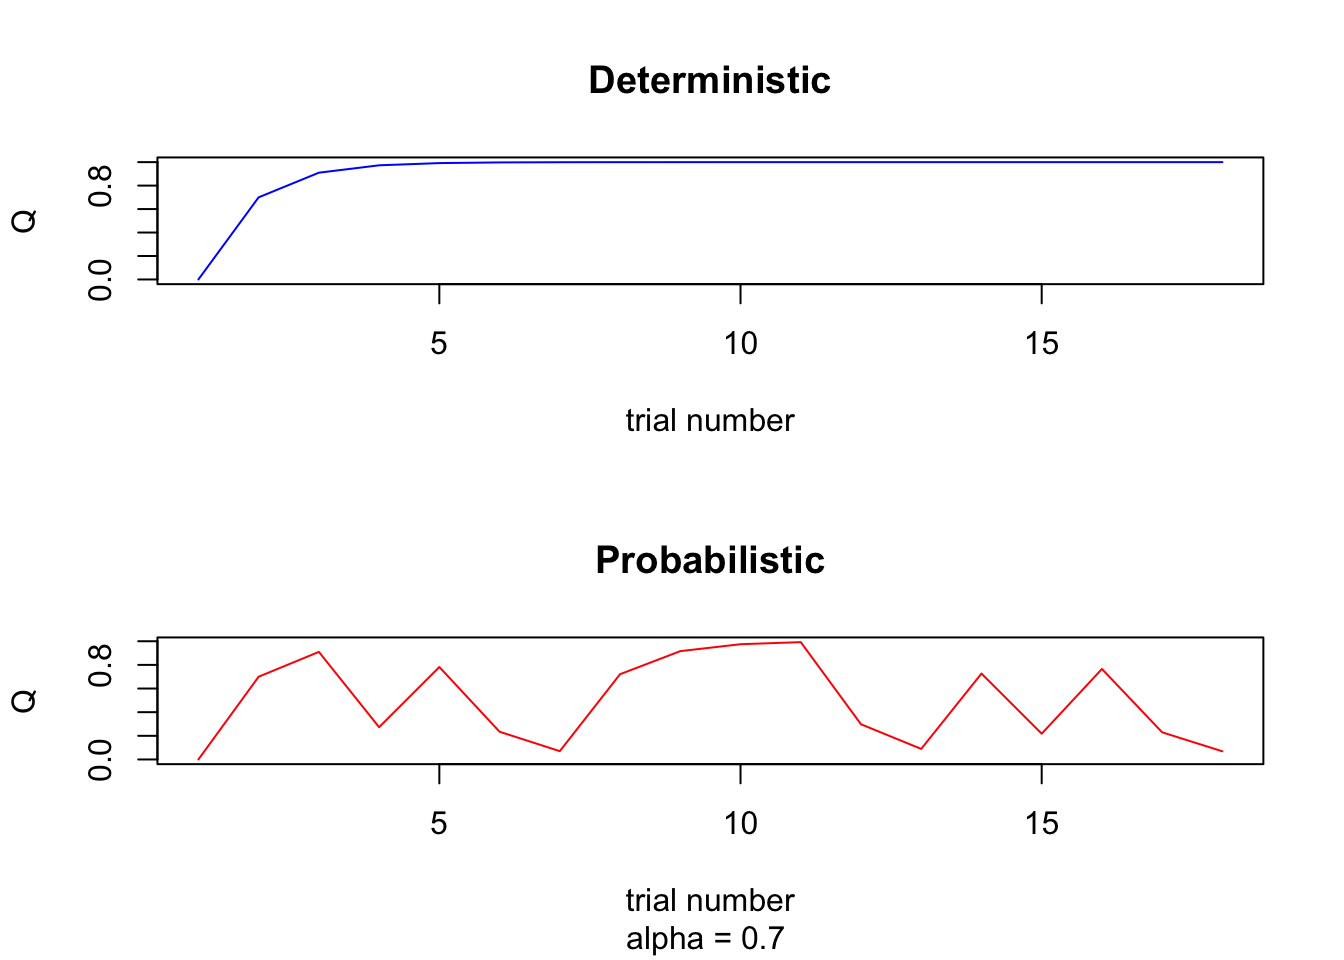 Deterministic
Q
0.8
0.0
5 10 15
trial number
Probabilistic
Q
0.8
0.0
5 10 15
trial number
alpha = 0.7